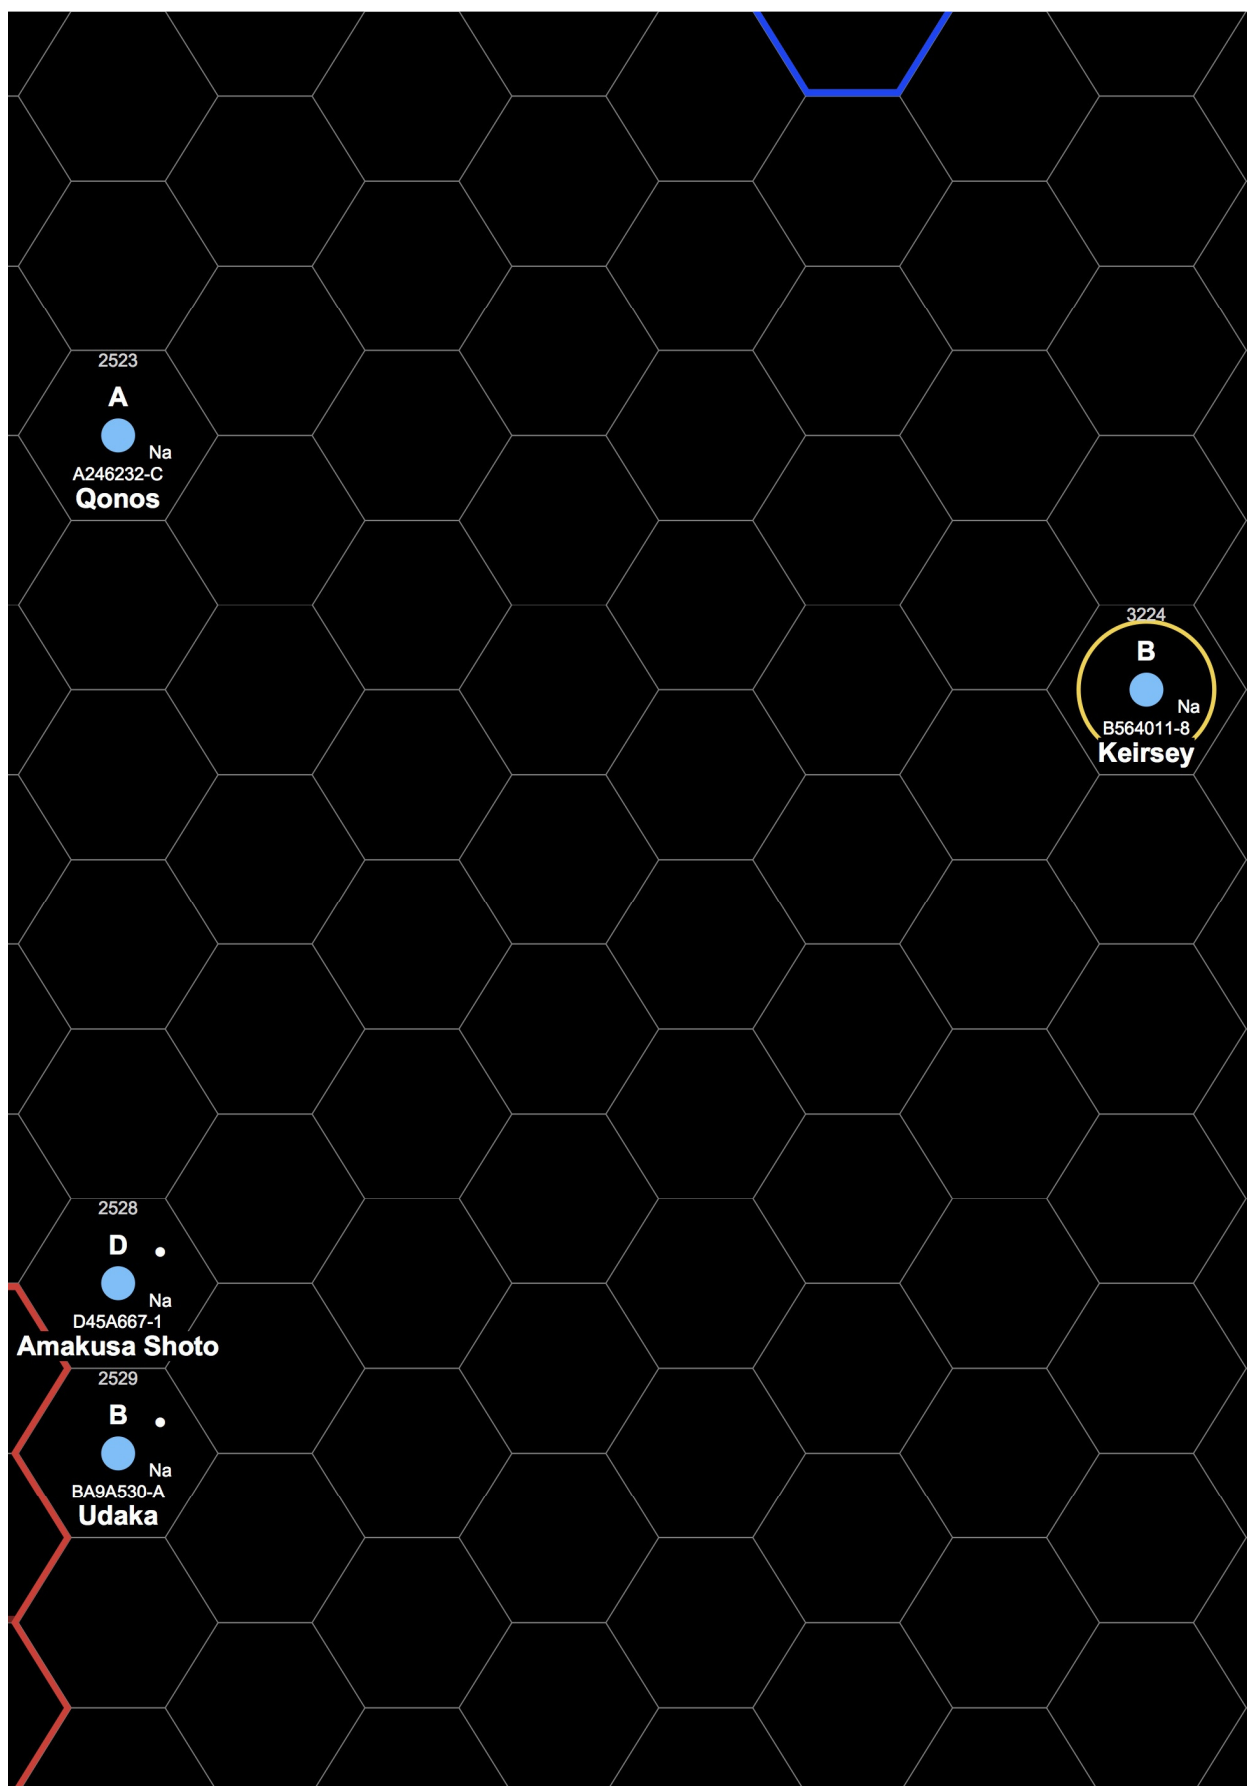 2523
A
Na
A246232-C
Qonos
3224
B
Na
B564011-8
Keirsey
2528
D
Na
D45A667-1
Amakusa Shoto
2529
B
Na
BA9A530-A
Udaka